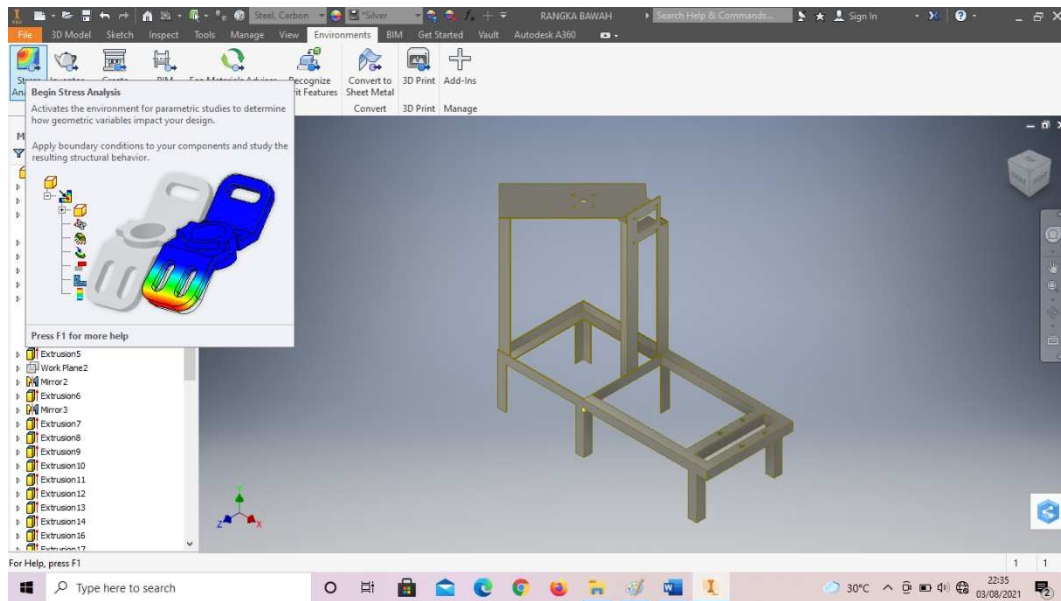 Steel, Carbon
*Silver
RANGKA BAWAH
Search Help & Commands...
Sign In
File 3D Model Sketch Inspect Tools Manage View Environments BIM Get Started Vault Autodesk A360
Convert to
Sheet Metal
3D Print
Add-Ins
Convert 3D Print Manage
Begin Stress Analysis
Activates the environment for parametric studies to determine
how geometric variables impact your design.
Apply boundary conditions to your components and study the
resulting structural behavior.
Press F1 for more help
Extrusion5
Work Plane2
Mirror2
Extrusion6
Mirror3
Extrusion7
Extrusion8
Extrusion9
Extrusion10
Extrusion11
Extrusion12
Extrusion13
Extrusion14
Extrusion16
Extrusion17
Y
Z
X
For Help, press F1
1 1
Type here to search
30°C
22:35
03/08/2021